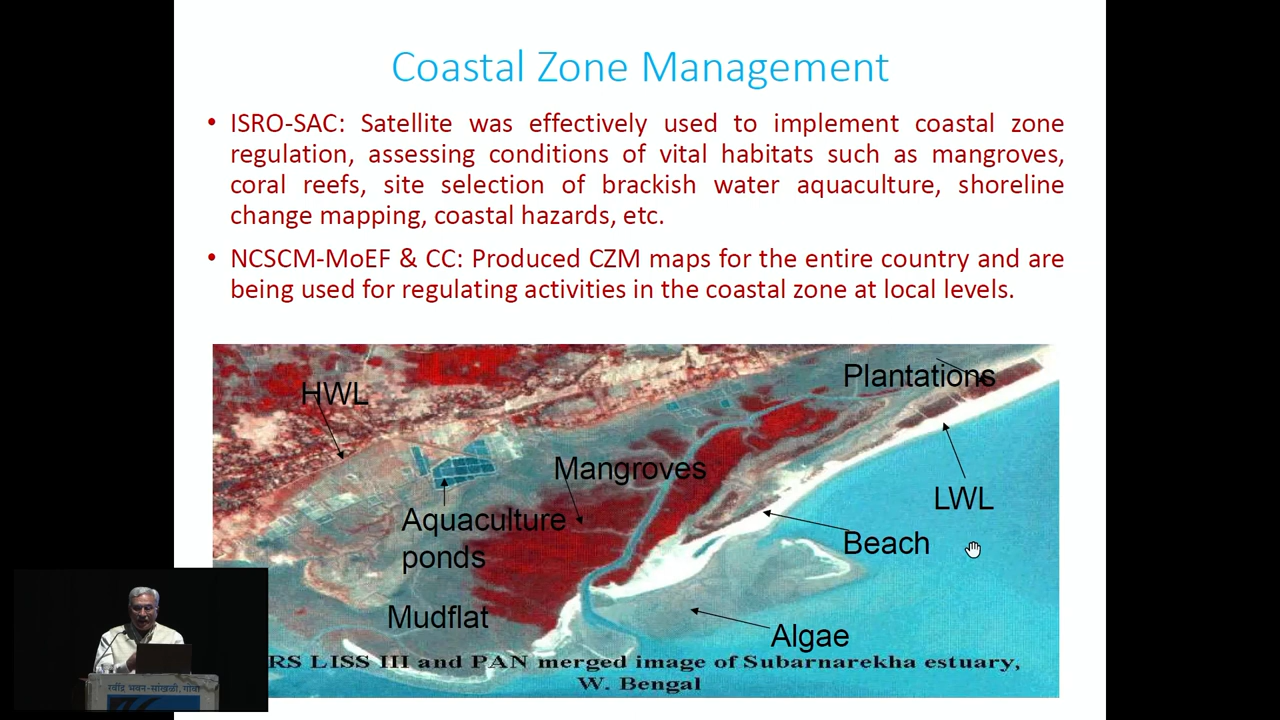 Coastal Zone Management
• ISRO-SAC: Satellite was effectively used to implement coastal zone
regulation, assessing conditions of vital habitats such as mangroves,
coral reefs, site selection of brackish water aquaculture, shoreline
change mapping, coastal hazards, etc.
• NCSCM-MoEF & CC: Produced CZM maps for the entire country and are
being used for regulating activities in the coastal zone at local levels.
Plantations
HWL
Mangroves
LWL
Aquaculture
ponds
Beach
Mudflat
Algae
RS LISS III and PAN merged image of Subarnarekha estuary,
W. Bengal
रवींद्र भवन-सांखळी, गोवा